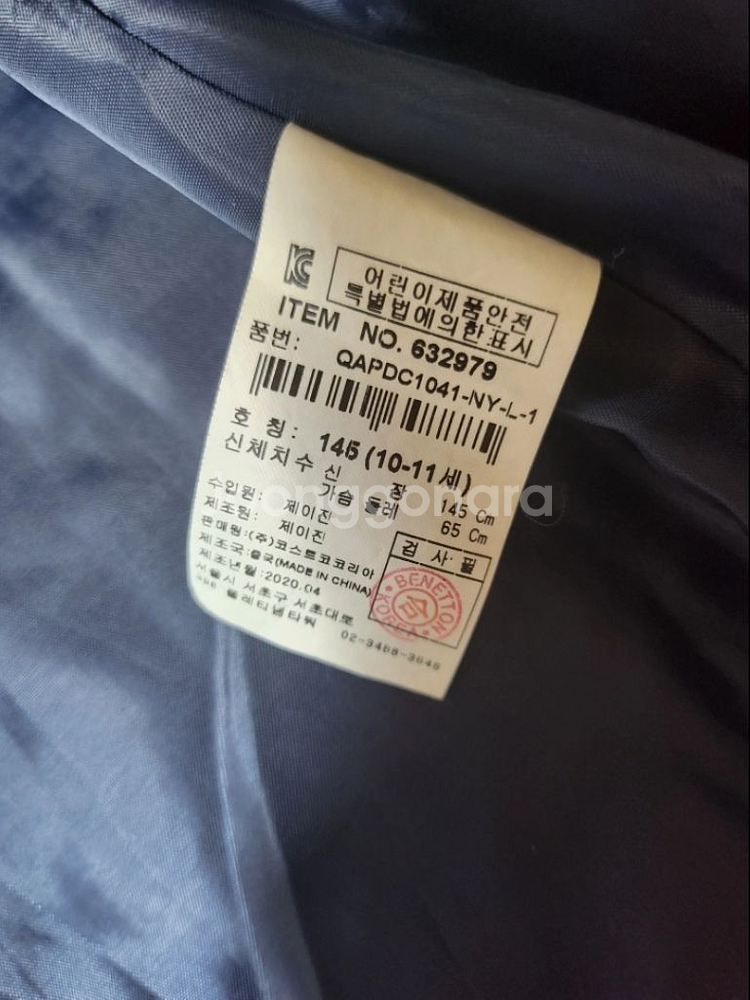 KC
어린이제품안전
특별법에의한표시
ITEM NO. 632979
품번: QAPDC1041-NY-L-1
호 칭: 145 (10-11세)
신체치수 신 장 145 Cm
가슴 둘레 65 Cm
수입원: 제이진
제조원: 제이진
판매원:(주)코스트코코리아
제조국:중국(MADE IN CHINA)
제조년월:2020.04
서울시 서초구 서초대로
02-3468-3646
검 사 필
BENETTON
KOREA